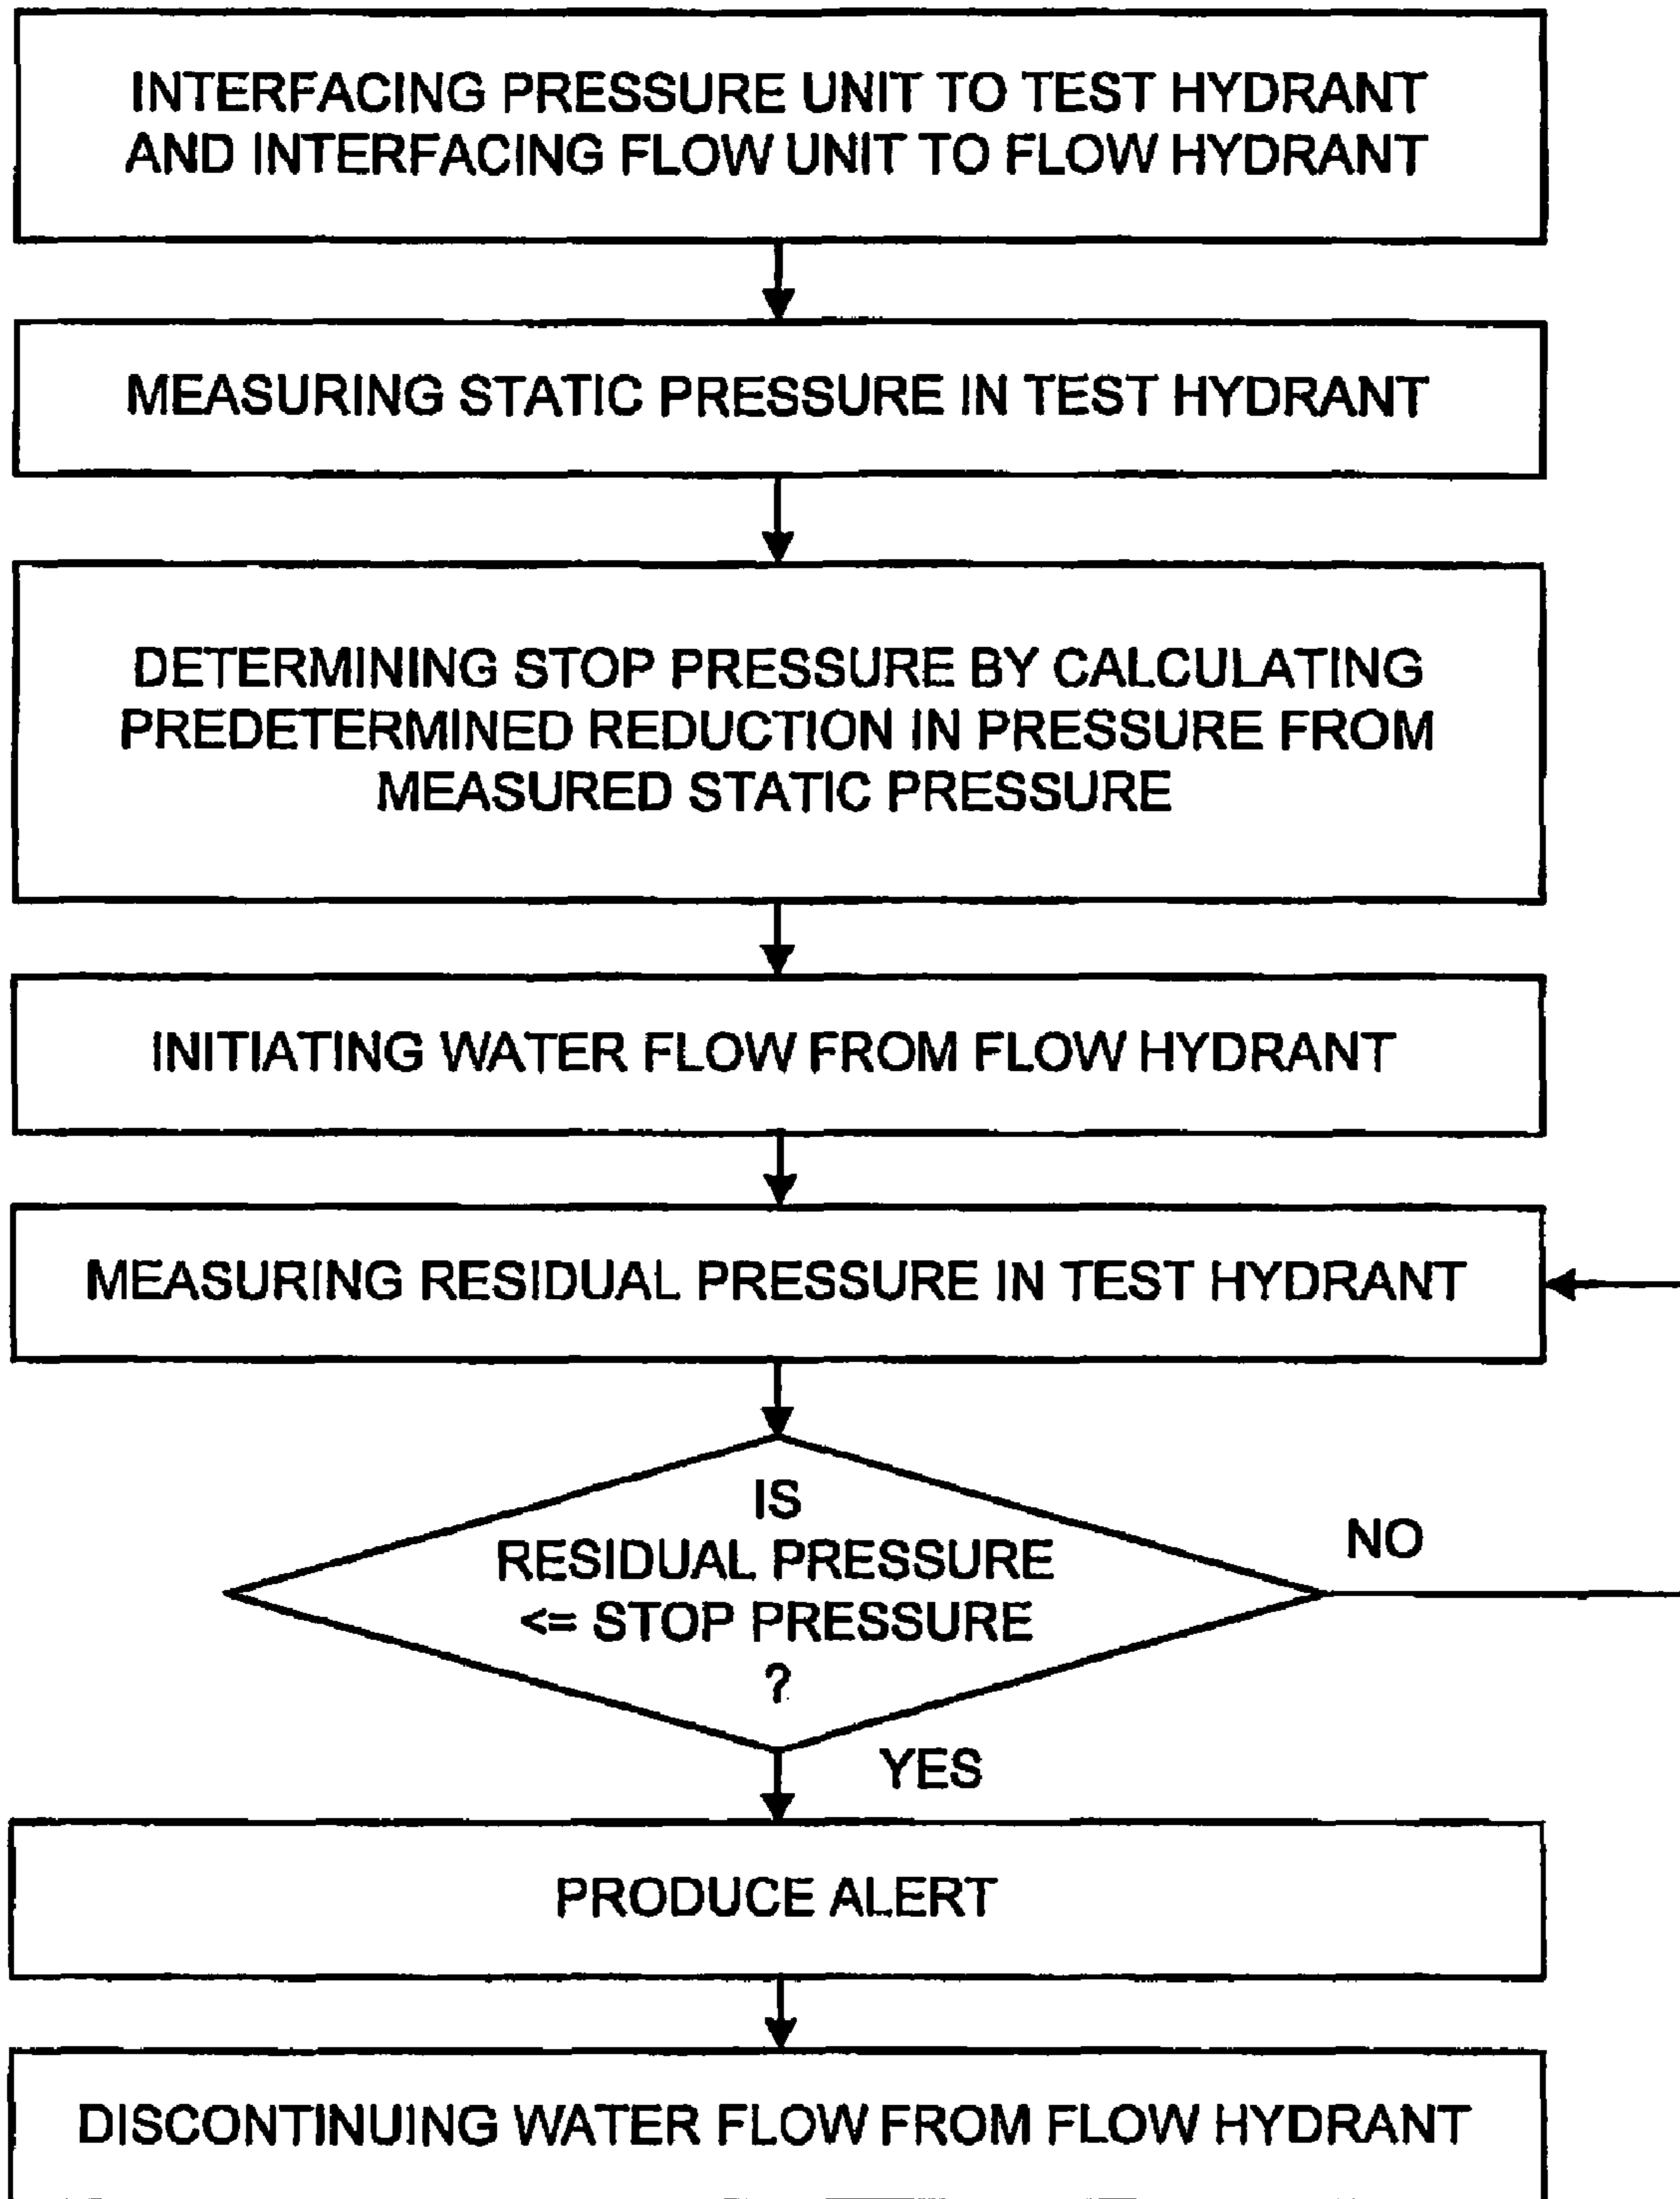 INTERFACING PRESSURE UNIT TO TEST HYDRANT
AND INTERFACING FLOW UNIT TO FLOW HYDRANT
MEASURING STATIC PRESSURE IN TEST HYDRANT
DETERMINING STOP PRESSURE BY CALCULATING
PREDETERMINED REDUCTION IN PRESSURE FROM
MEASURED STATIC PRESSURE
INITIATING WATER FLOW FROM FLOW HYDRANT
MEASURING RESIDUAL PRESSURE IN TEST HYDRANT
IS
RESIDUAL PRESSURE
<= STOP PRESSURE
?
NO
YES
PRODUCE ALERT
DISCONTINUING WATER FLOW FROM FLOW HYDRANT